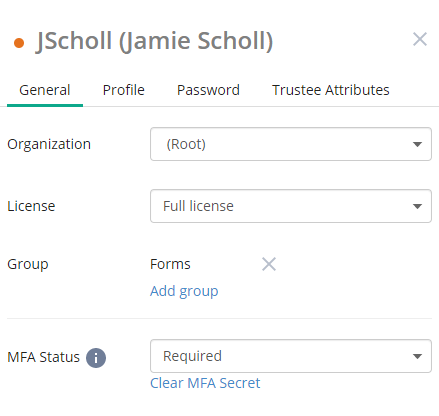 JScholl (Jamie Scholl)
General Profile Password Trustee Attributes
Organization (Root)
License Full license
Group Forms
Add group
MFA Status Required
Clear MFA Secret